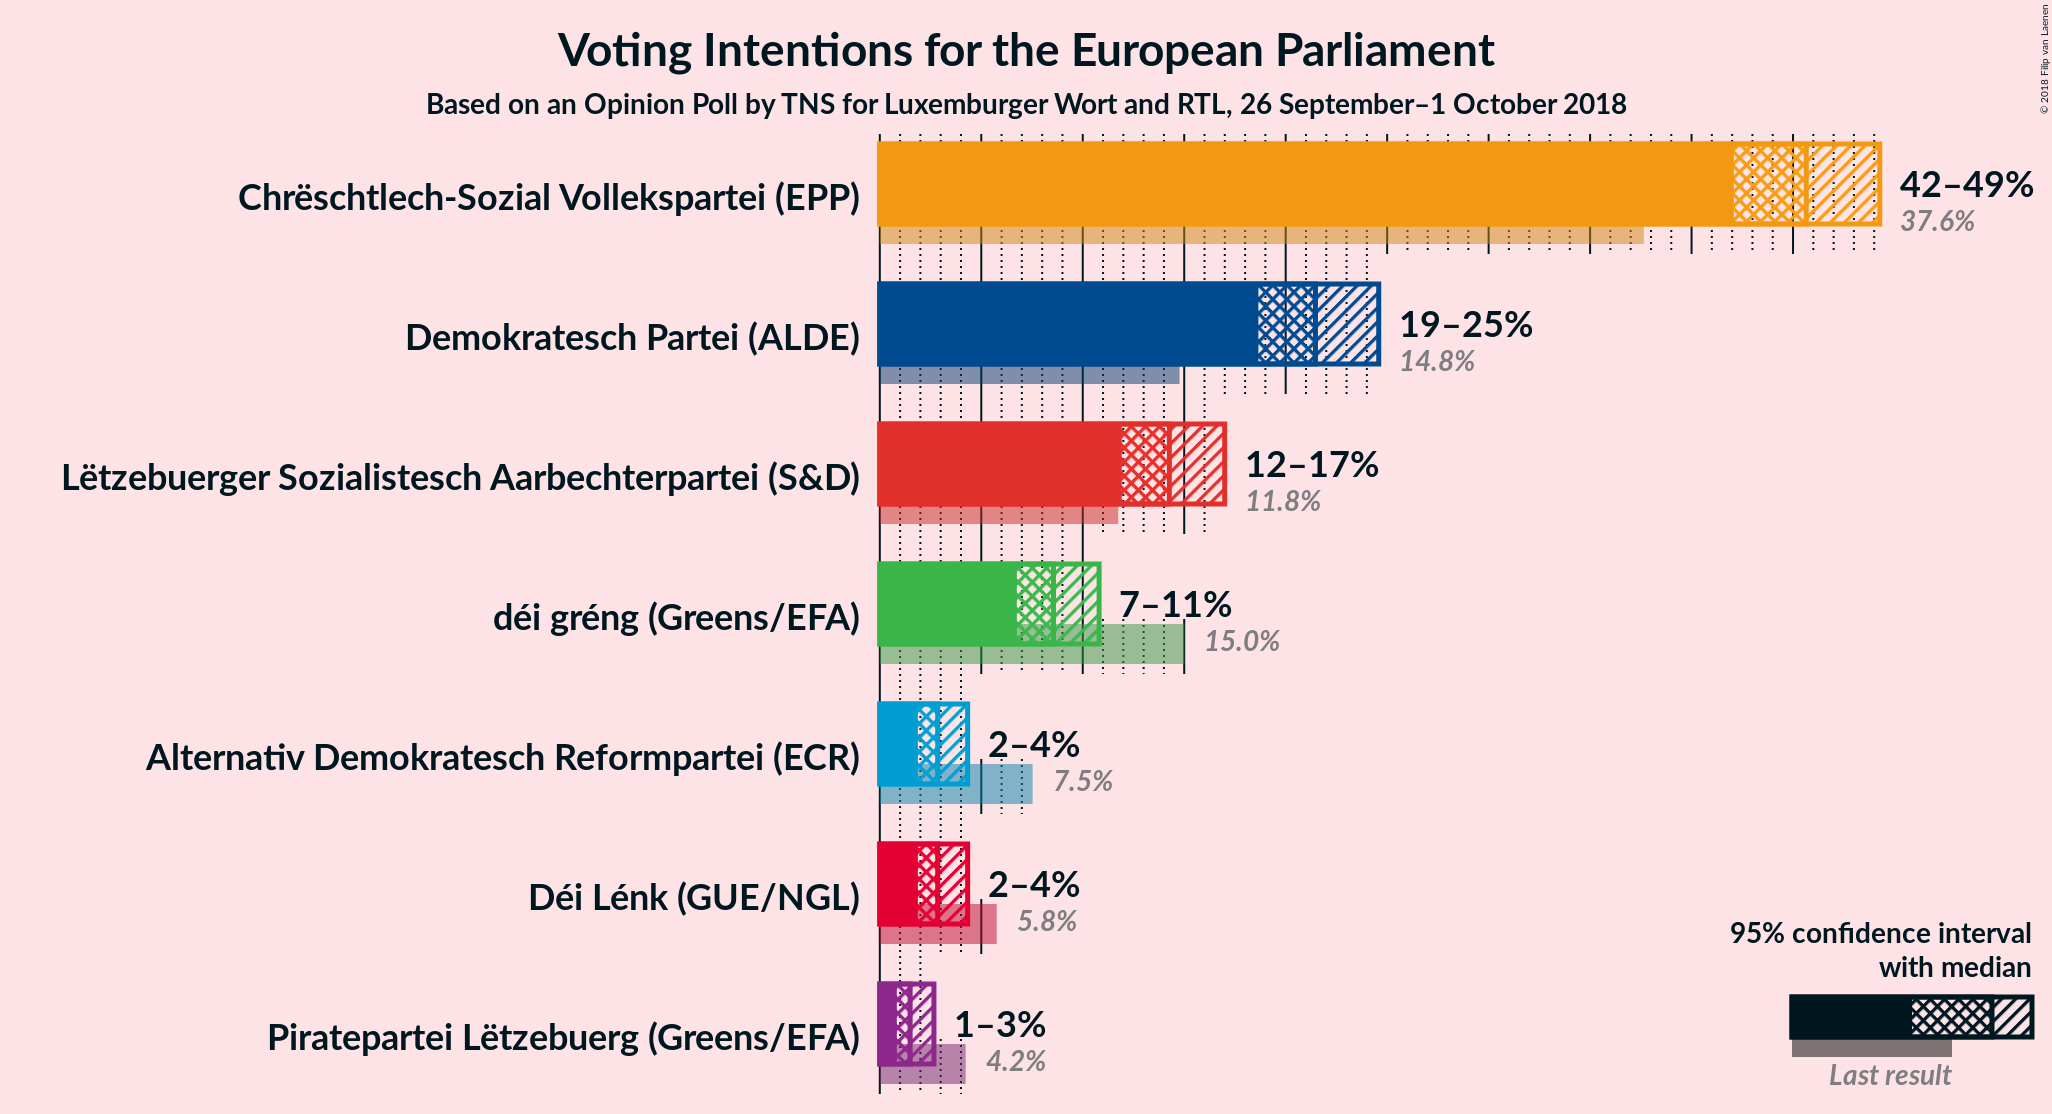 Voting Intentions for the European Parliament
Based on an Opinion Poll by TNS for Luxemburger Wort and RTL, 26 September–1 October 2018
© 2018 Filip van Laenen
Chrëschtlech-Sozial Vollekspartei (EPP)
42–49%
37.6%
Demokratesch Partei (ALDE)
19–25%
14.8%
Lëtzebuerger Sozialistesch Aarbechterpartei (S&D)
12–17%
11.8%
déi gréng (Greens/EFA)
7–11%
15.0%
Alternativ Demokratesch Reformpartei (ECR)
2–4%
7.5%
Déi Lénk (GUE/NGL)
2–4%
5.8%
Piratepartei Lëtzebuerg (Greens/EFA)
1–3%
4.2%
95% confidence interval
with median
Last result